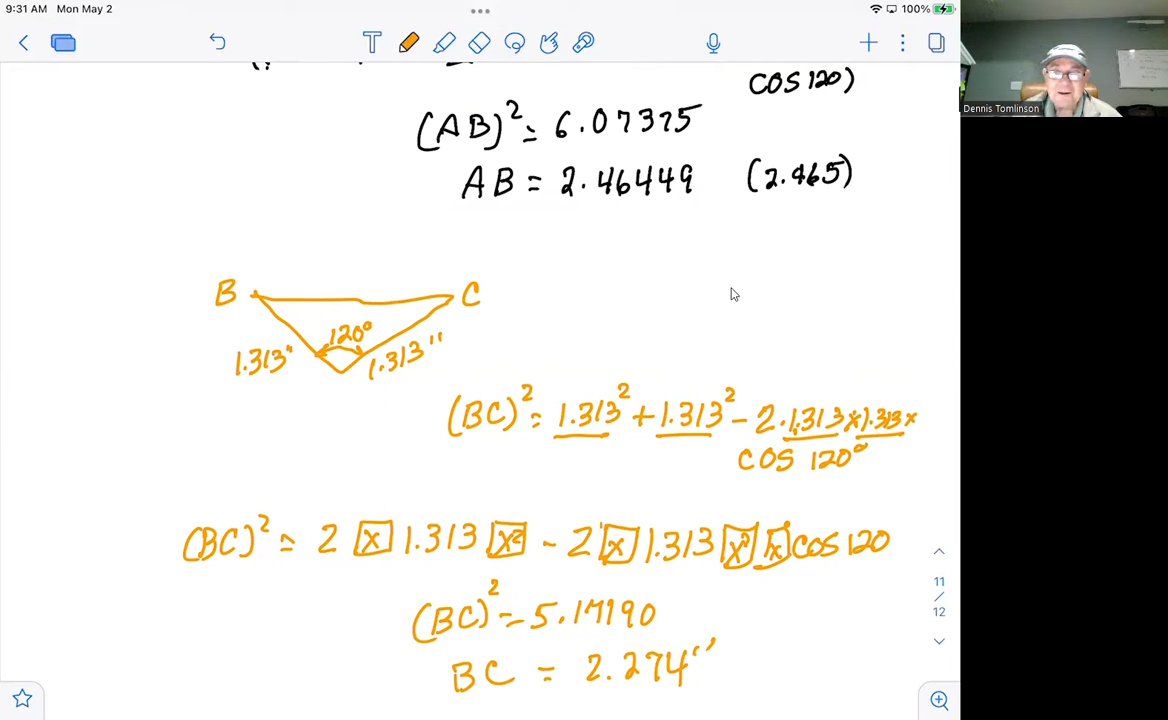 9:31 AM Mon May 2
100%
Dennis Tomlinson
COS 120)
(AB)² = 6.07375
AB = 2.46449 (2.465)
B C
120°
1.313" 1.313"
(BC)² = 1.313² + 1.313² - 2·1.313 x 1.313 x
COS 120°
(BC)² = 2 x 1.313 x² - 2 x 1.313 x² x COS 120
(BC)² = 5.17190
BC = 2.274"
11
/
12